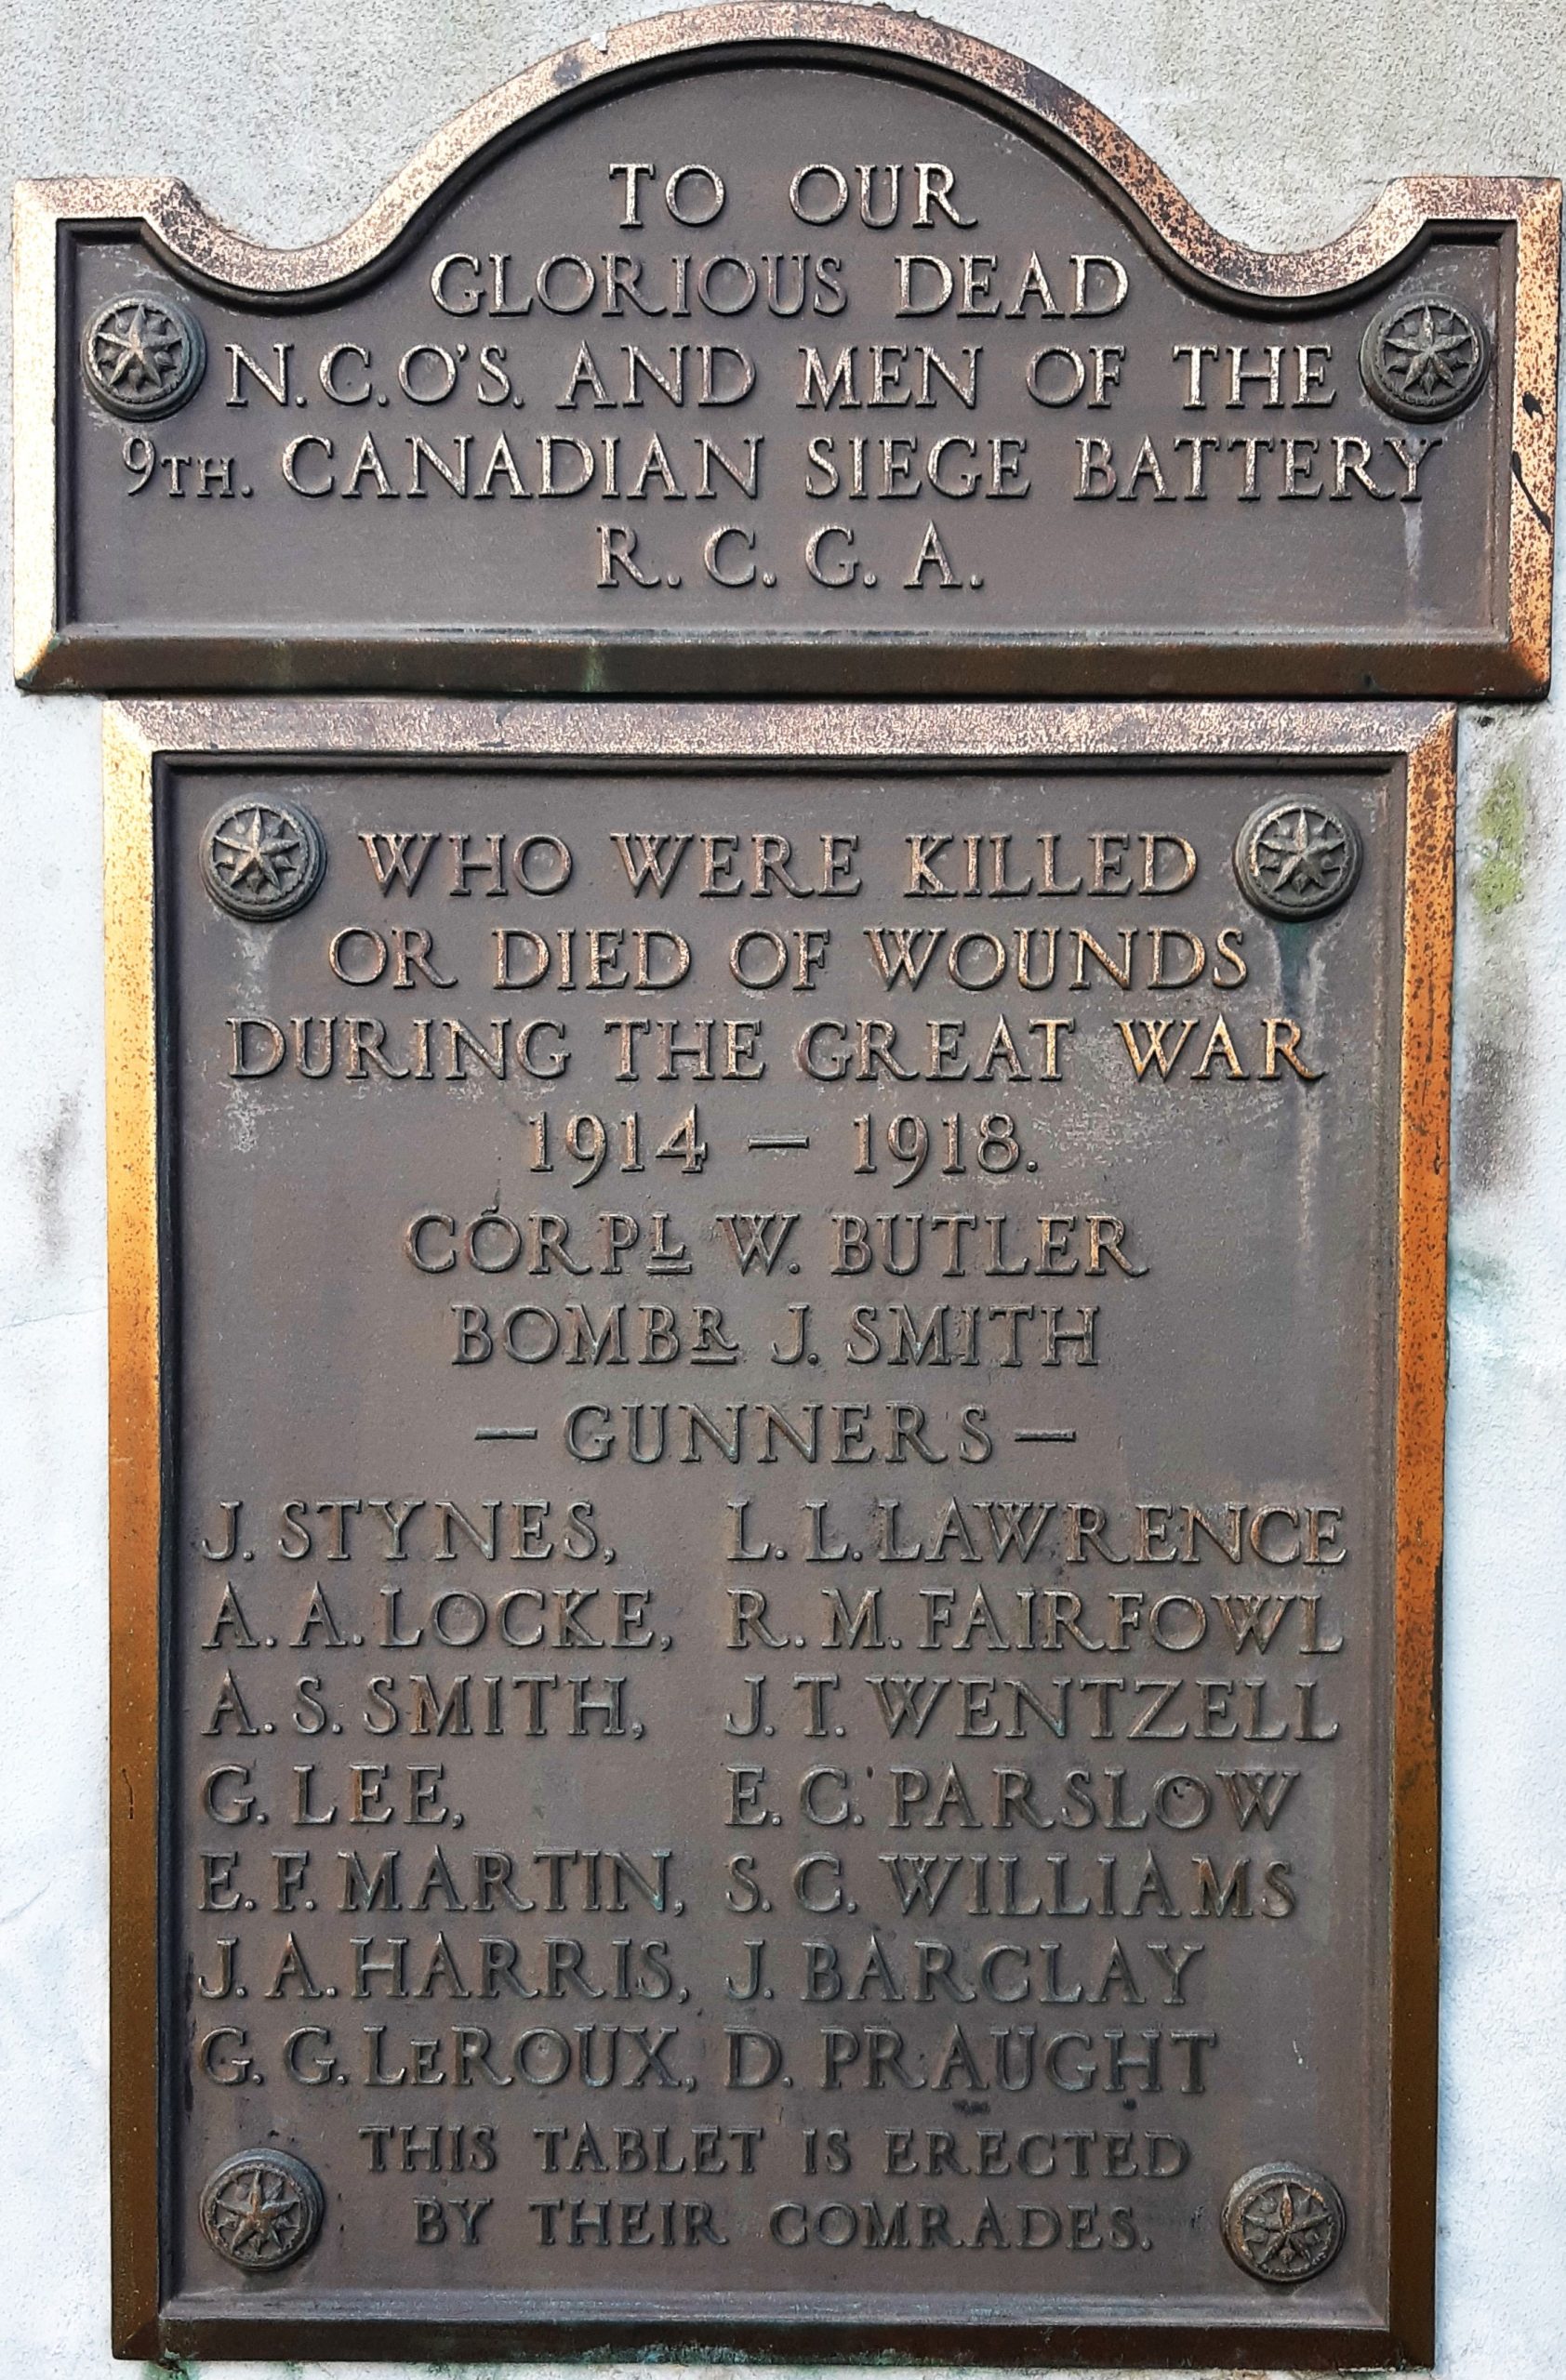 TO OUR
GLORIOUS DEAD
N.C.O'S. AND MEN OF THE
9TH. CANADIAN SIEGE BATTERY
R. C. G. A.
WHO WERE KILLED
OR DIED OF WOUNDS
DURING THE GREAT WAR
1914 — 1918.
CORPL W. BUTLER
BOMBR J. SMITH
— GUNNERS —
J. STYNES, L. L. LAWRENCE
A. A. LOCKE, R. M. FAIRFOWL
A. S. SMITH, J. T. WENTZELL
G. LEE, E. C. PARSLOW
E. F. MARTIN, S. C. WILLIAMS
J. A. HARRIS, J. BARCLAY
G. G. LEROUX, D. PRAUGHT
THIS TABLET IS ERECTED
BY THEIR COMRADES.